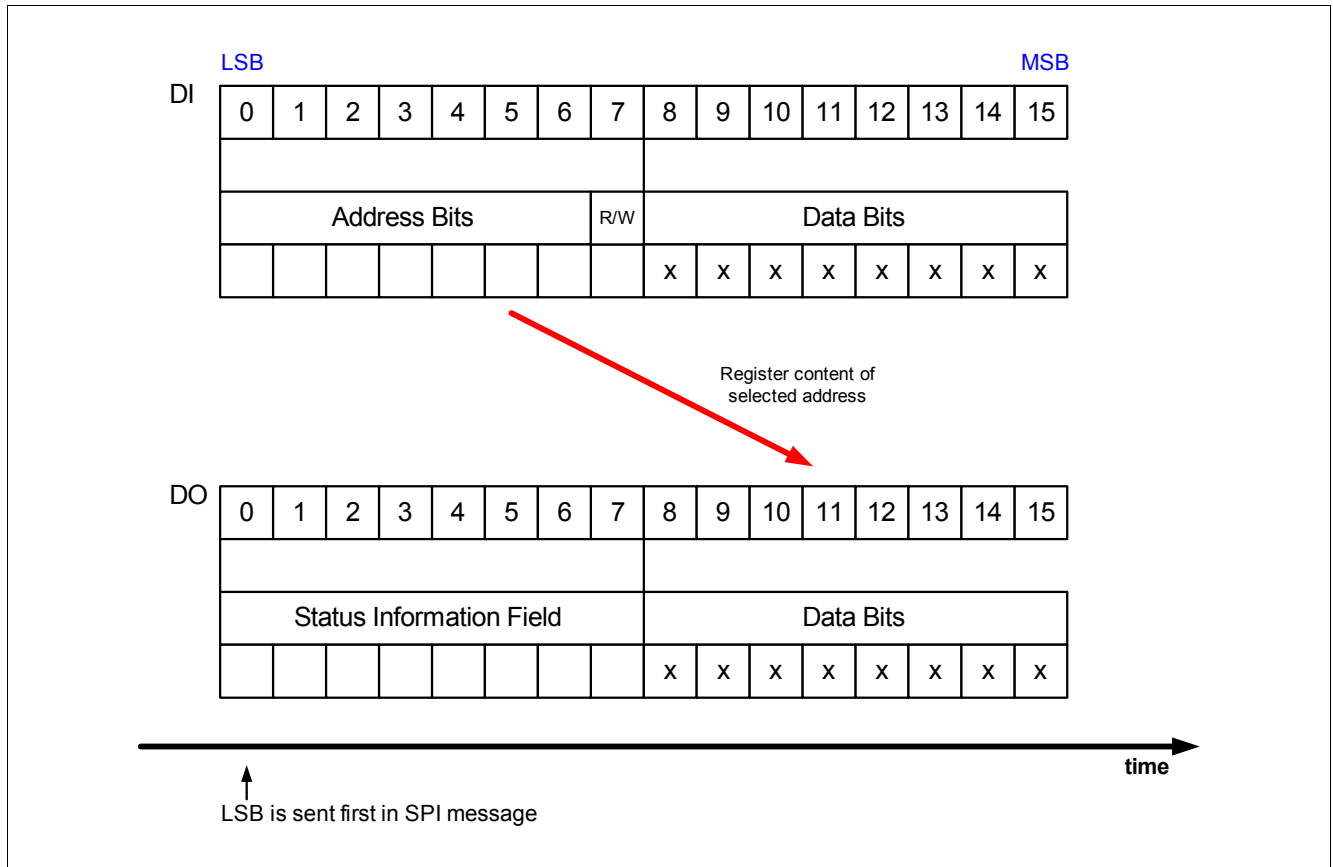 LSB MSB
DI 0 1 2 3 4 5 6 7 8 9 10 11 12 13 14 15
Address Bits R/W Data Bits
x x x x x x x x
Register content of
selected address
DO 0 1 2 3 4 5 6 7 8 9 10 11 12 13 14 15
Status Information Field Data Bits
x x x x x x x x
time
LSB is sent first in SPI message